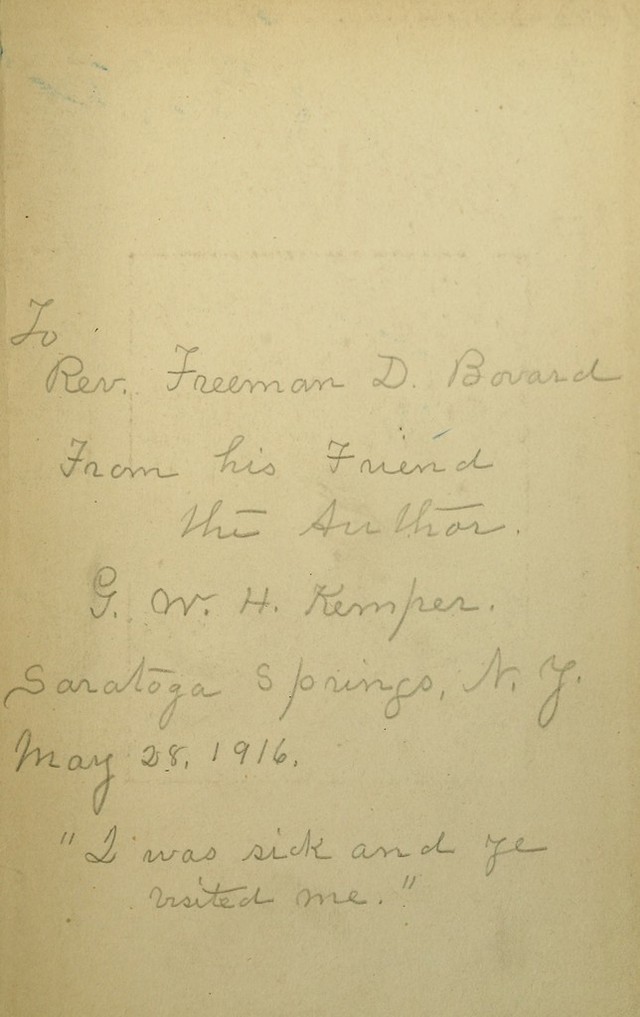 To
Rev. Freeman D. Bovard
From his Friend
the Author.
G. W. H. Kemper.
Saratoga Springs, N. Y.
May 28, 1916.
"I was sick and ye
visited me."